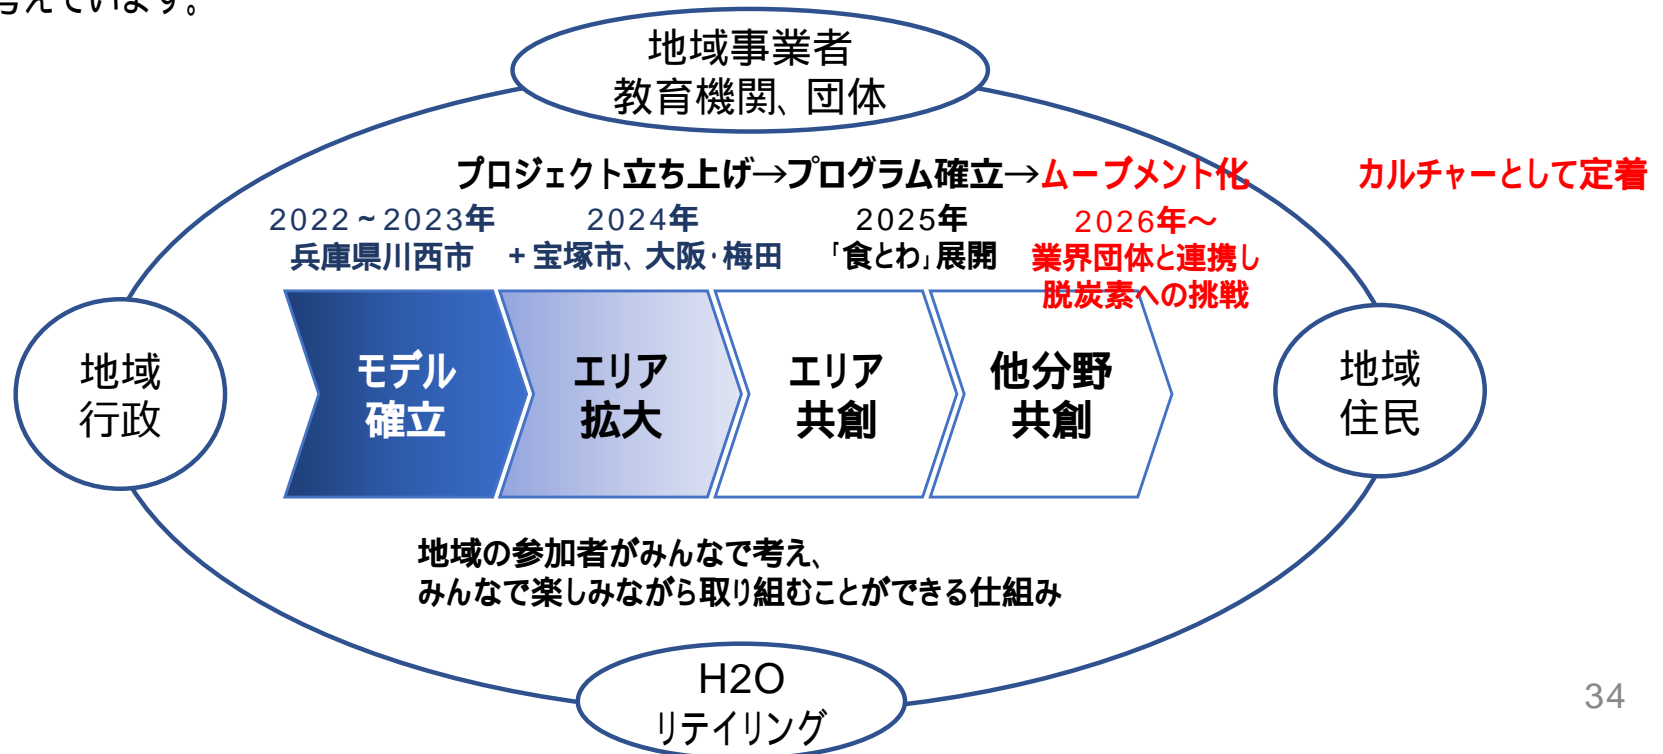 考えています。
地域事業者
教育機関、団体
プロジェクト立ち上げ→プログラム確立→ムーブメント化 カルチャーとして定着
2022~2023年
兵庫県川西市
2024年
+宝塚市、大阪・梅田
2025年
「食とわ」展開
2026年~
業界団体と連携し
脱炭素への挑戦
地域
行政
モデル
確立
エリア
拡大
エリア
共創
他分野
共創
地域
住民
地域の参加者がみんなで考え、
みんなで楽しみながら取り組むことができる仕組み
H2O
リテイリング
34